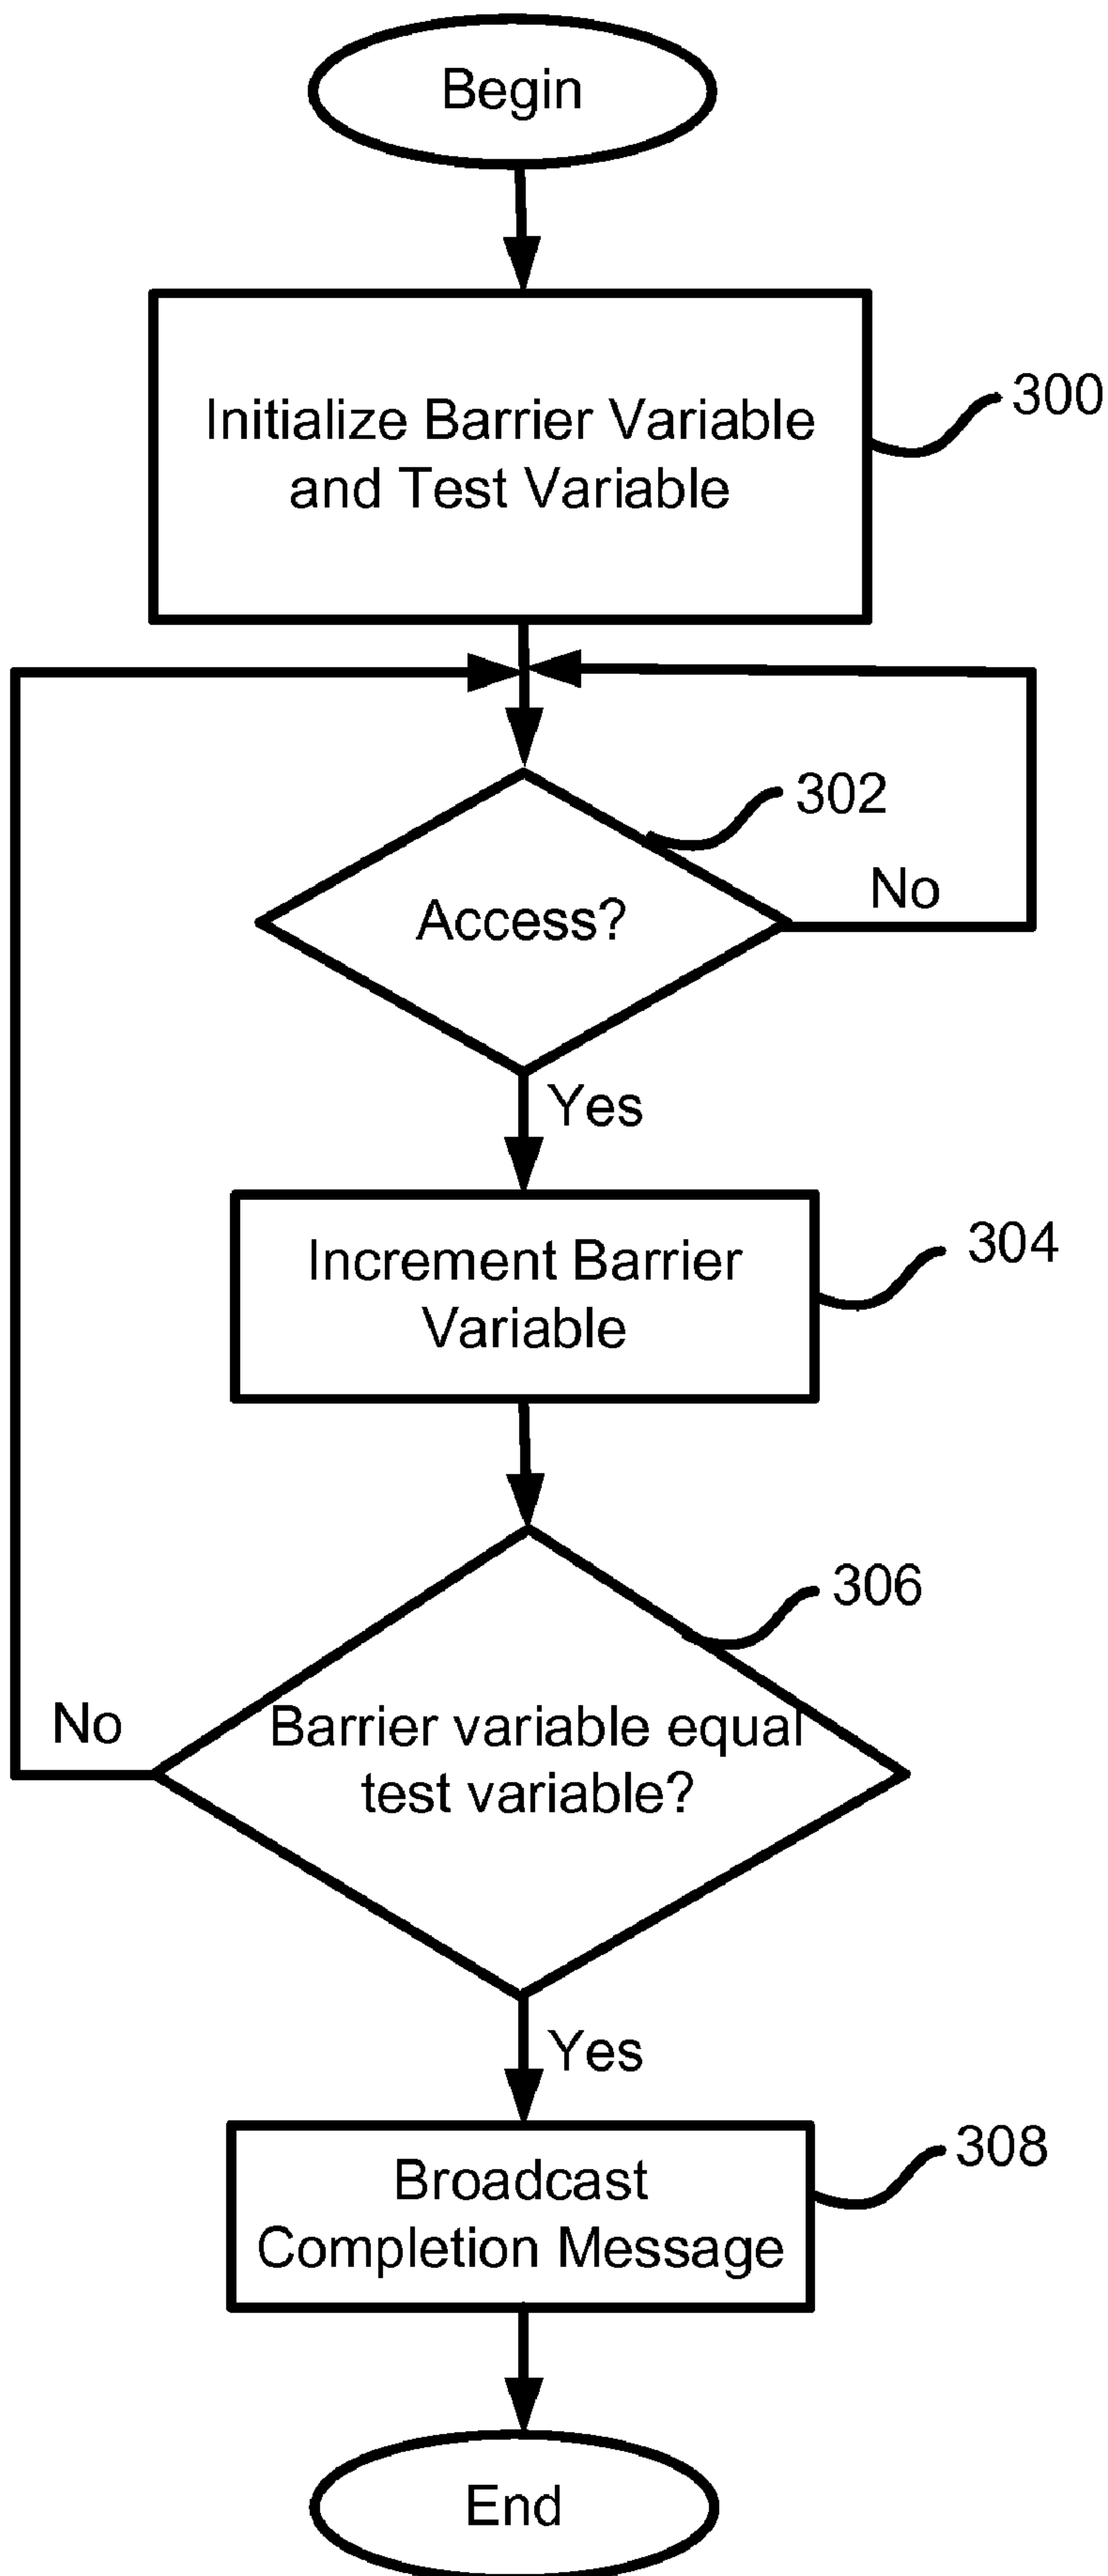 Begin
Initialize Barrier Variable
and Test Variable
300
302
Access?
No
Yes
Increment Barrier
Variable
304
306
No
Barrier variable equal
test variable?
Yes
Broadcast
Completion Message
308
End